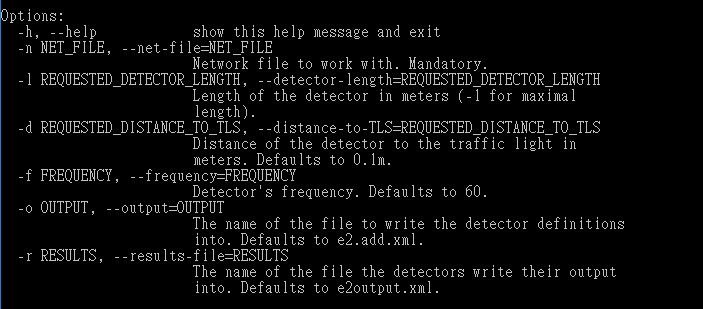 Options:
-h, --help show this help message and exit
-n NET_FILE, --net-file=NET_FILE
Network file to work with. Mandatory.
-l REQUESTED_DETECTOR_LENGTH, --detector-length=REQUESTED_DETECTOR_LENGTH
Length of the detector in meters (-1 for maximal
length).
-d REQUESTED_DISTANCE_TO_TLS, --distance-to-TLS=REQUESTED_DISTANCE_TO_TLS
Distance of the detector to the traffic light in
meters. Defaults to 0.1m.
-f FREQUENCY, --frequency=FREQUENCY
Detector's frequency. Defaults to 60.
-o OUTPUT, --output=OUTPUT
The name of the file to write the detector definitions
into. Defaults to e2.add.xml.
-r RESULTS, --results-file=RESULTS
The name of the file the detectors write their output
into. Defaults to e2output.xml.